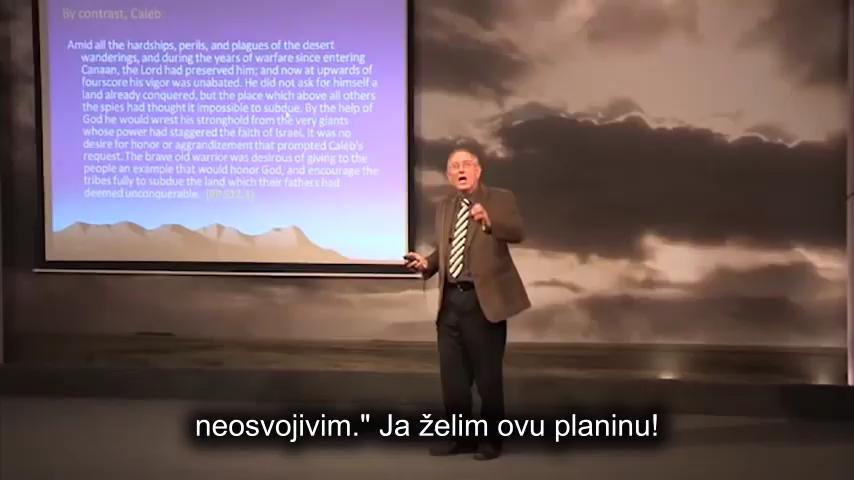 By contrast, Caleb:
Amid all the hardships, perils, and plagues of the desert
wanderings, and during the years of warfare since entering
Canaan, the Lord had preserved him; and now at upwards of
fourscore his vigor was unabated. He did not ask for himself a
land already conquered, but the place which above all others
the spies had thought it impossible to subdue. By the help of
God he would wrest his stronghold from the very giants
whose power had staggered the faith of Israel. It was no
desire for honor or aggrandizement that prompted Caleb's
request. The brave old warrior was desirous of giving to the
people an example that would honor God, and encourage the
tribes fully to subdue the land which their fathers had
deemed unconquerable.
neosvojivim." Ja želim ovu planinu!